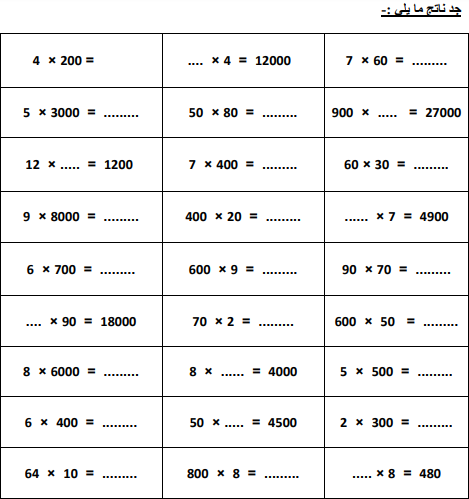 جد ناتج ما يلي :-
4 × 200 =
.... × 4 = 12000
7 × 60 = .........
5 × 3000 = .........
50 × 80 = .........
900 × ..... = 27000
12 × ..... = 1200
7 × 400 = .........
60 × 30 = .........
9 × 8000 = .........
400 × 20 = .........
...... × 7 = 4900
6 × 700 = .........
600 × 9 = .........
90 × 70 = .........
.... × 90 = 18000
70 × 2 = .........
600 × 50 = .........
8 × 6000 = .........
8 × ...... = 4000
5 × 500 = .........
6 × 400 = .........
50 × ..... = 4500
2 × 300 = .........
64 × 10 = .........
800 × 8 = .........
..... × 8 = 480